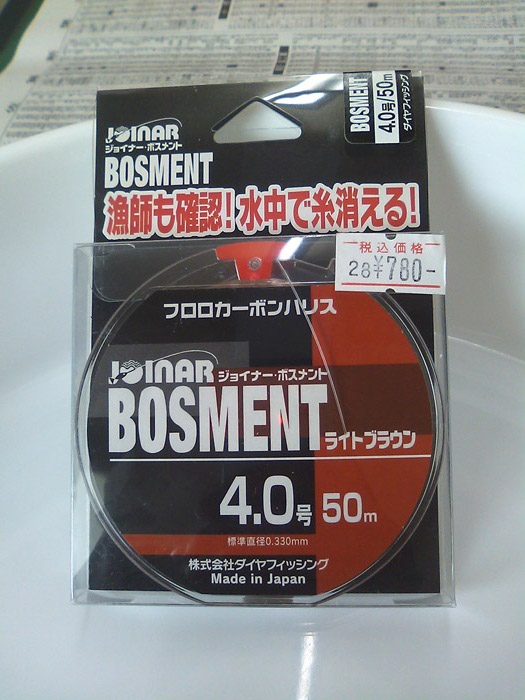 JOINAR
ジョイナー・ボスメント
BOSMENT
BOSMENT
4.0号/50m
ダイヤフィッシング
漁師も確認!水中で糸消える!
税込価格
28 ¥780-
フロロカーボンハリス
JOINAR ジョイナー・ボスメント
BOSMENT ライトブラウン
4.0号 50m
標準直径0.330mm
株式会社ダイヤフィッシング
Made in Japan